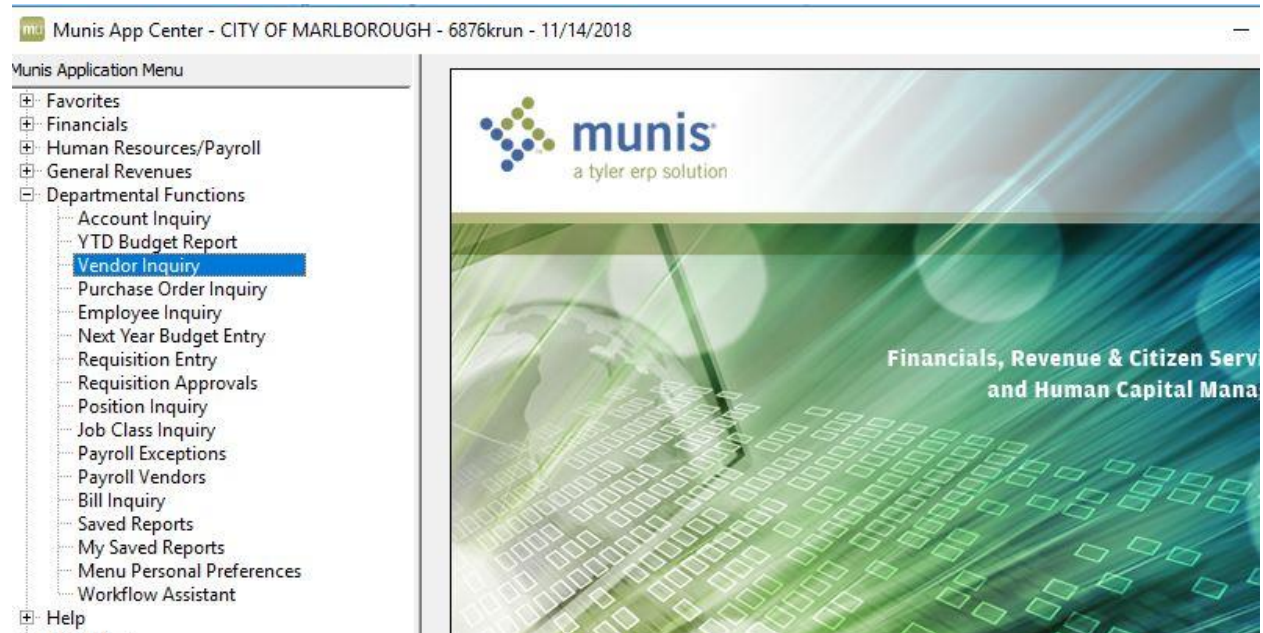 mu Munis App Center - CITY OF MARLBOROUGH - 6876krun - 11/14/2018
Munis Application Menu
Favorites
Financials
Human Resources/Payroll
General Revenues
Departmental Functions
Account Inquiry
YTD Budget Report
Vendor Inquiry
Purchase Order Inquiry
Employee Inquiry
Next Year Budget Entry
Requisition Entry
Requisition Approvals
Position Inquiry
Job Class Inquiry
Payroll Exceptions
Payroll Vendors
Bill Inquiry
Saved Reports
My Saved Reports
Menu Personal Preferences
Workflow Assistant
Help
munis
a tyler erp solution
Financials, Revenue & Citizen Servi
and Human Capital Mana